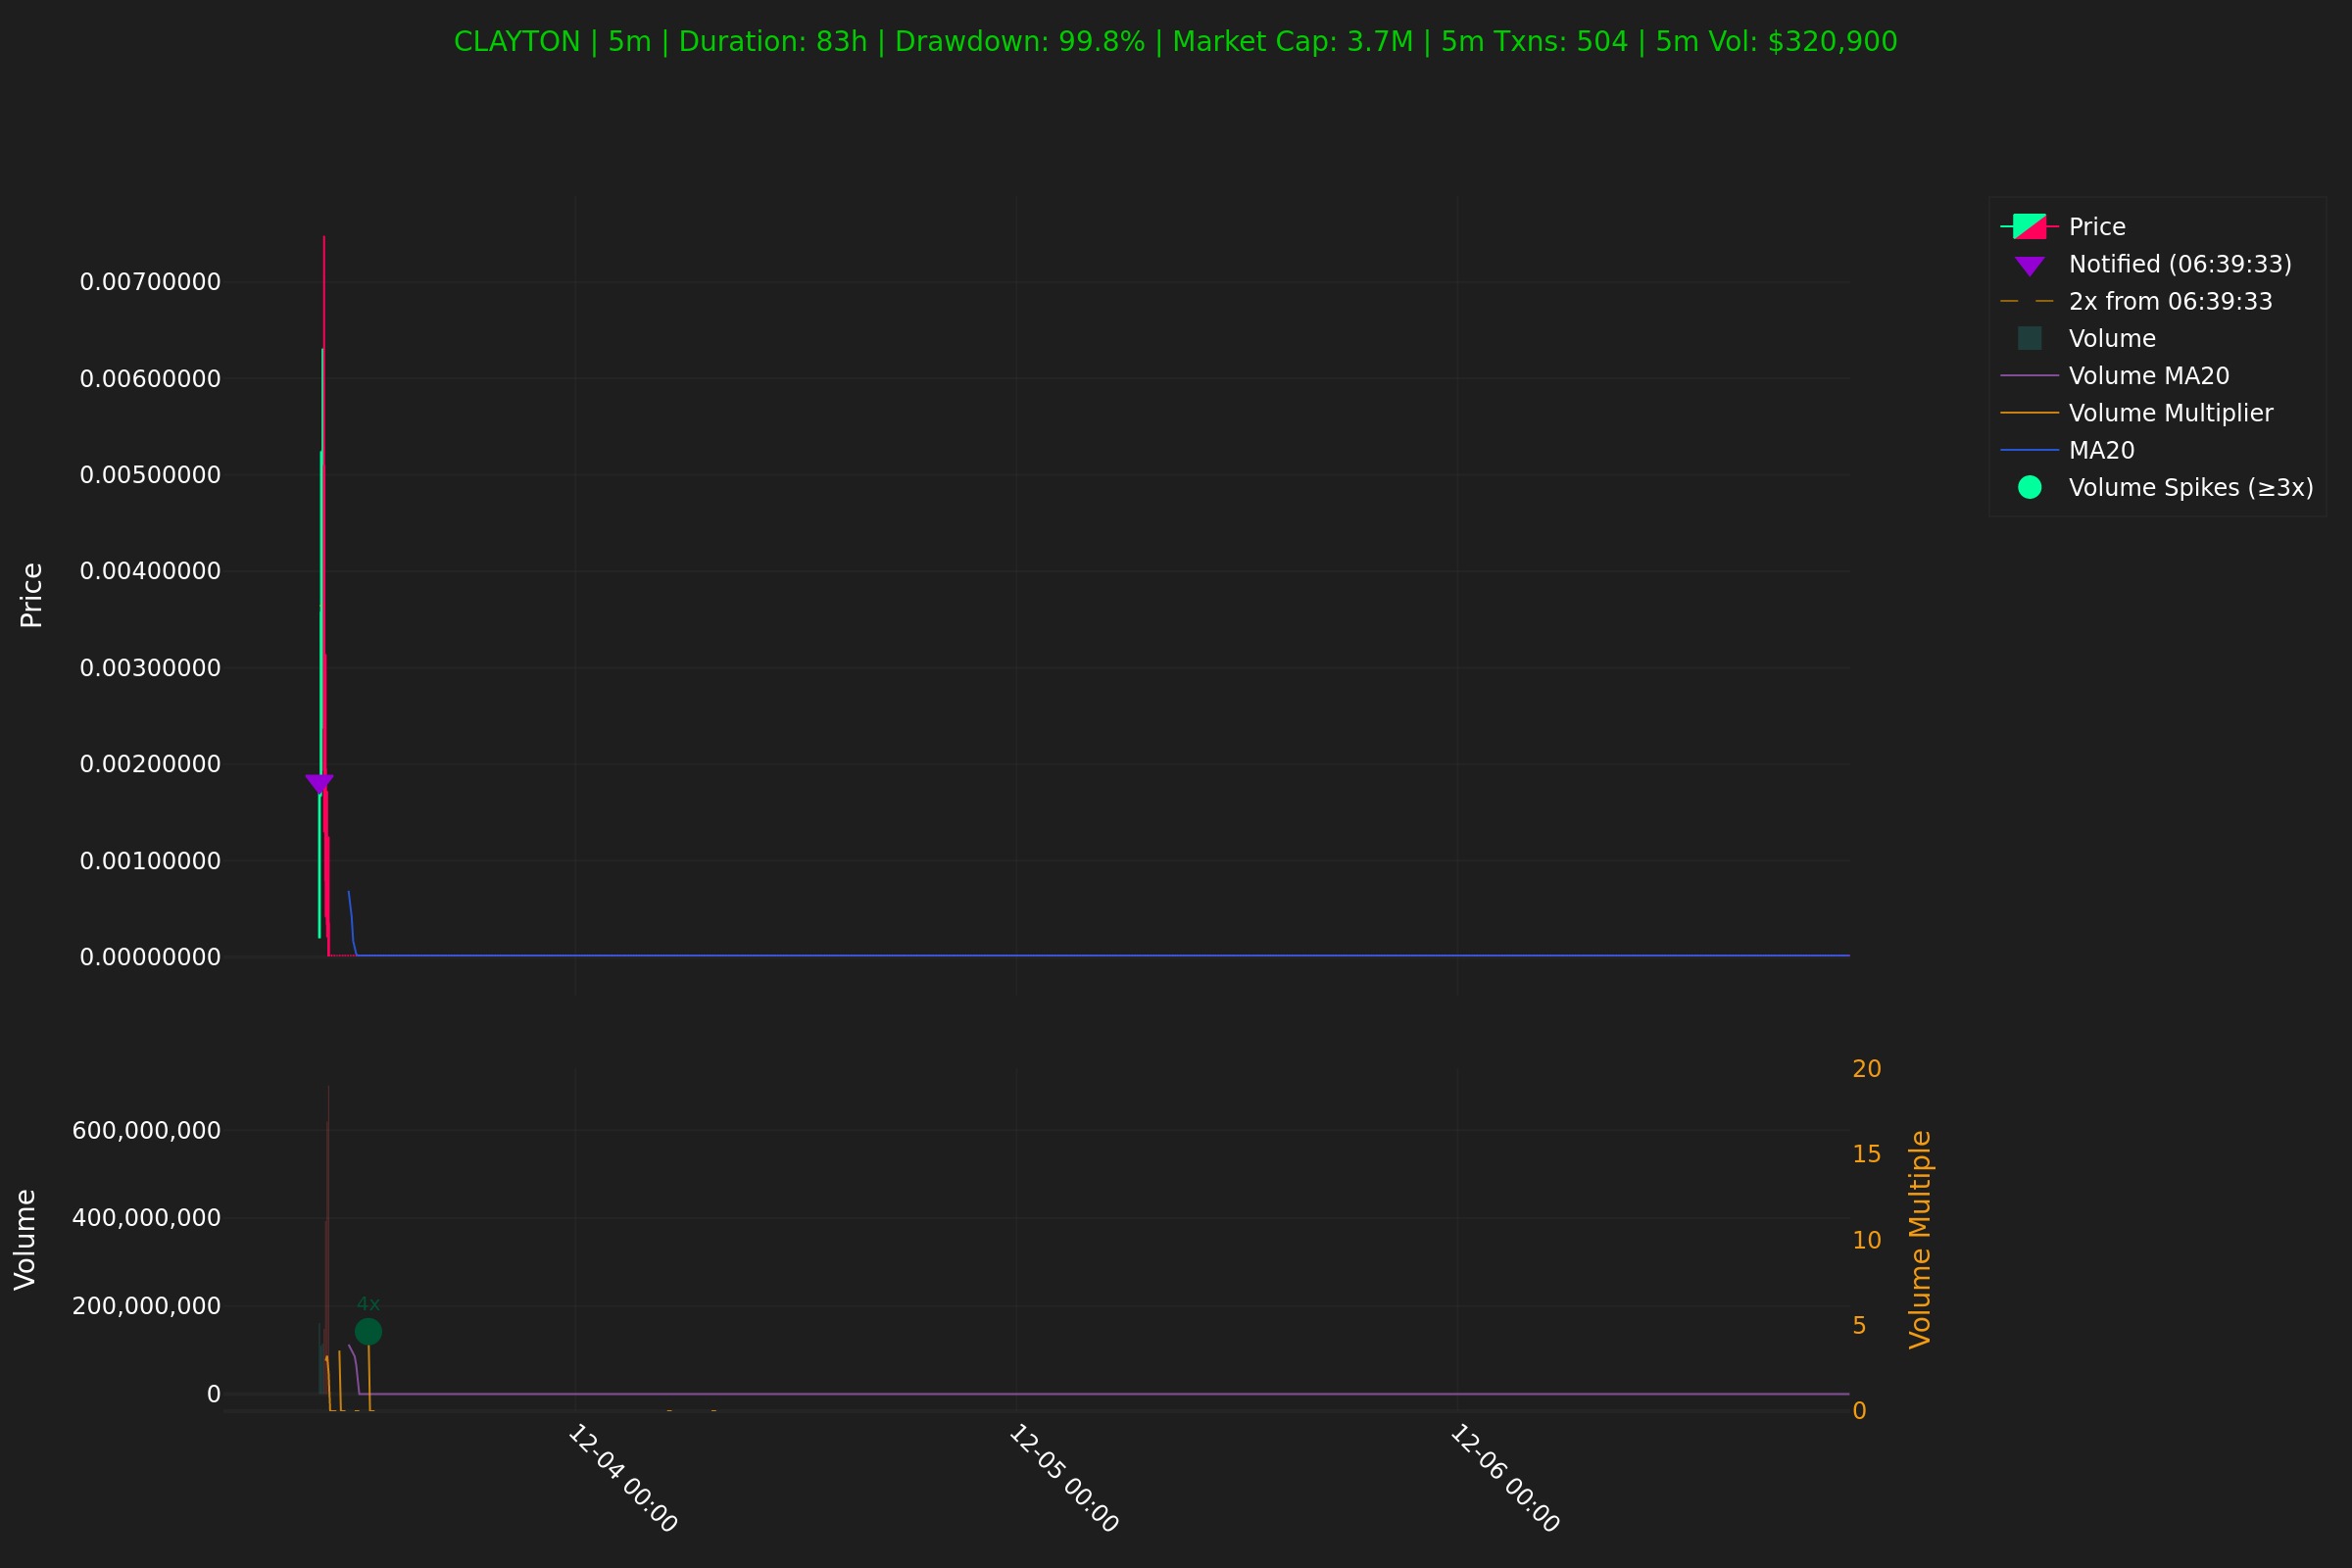 CLAYTON | 5m | Duration: 83h | Drawdown: 99.8% | Market Cap: 3.7M | 5m Txns: 504 | 5m Vol: $320,900
Price
Notified (06:39:33)
2x from 06:39:33
Volume
Volume MA20
Volume Multiplier
MA20
Volume Spikes (≥3x)
Price
0.00700000
0.00600000
0.00500000
0.00400000
0.00300000
0.00200000
0.00100000
0.00000000
Volume
600,000,000
400,000,000
200,000,000
0
4x
20
15
10
5
0
Volume Multiple
12-04 00:00
12-05 00:00
12-06 00:00